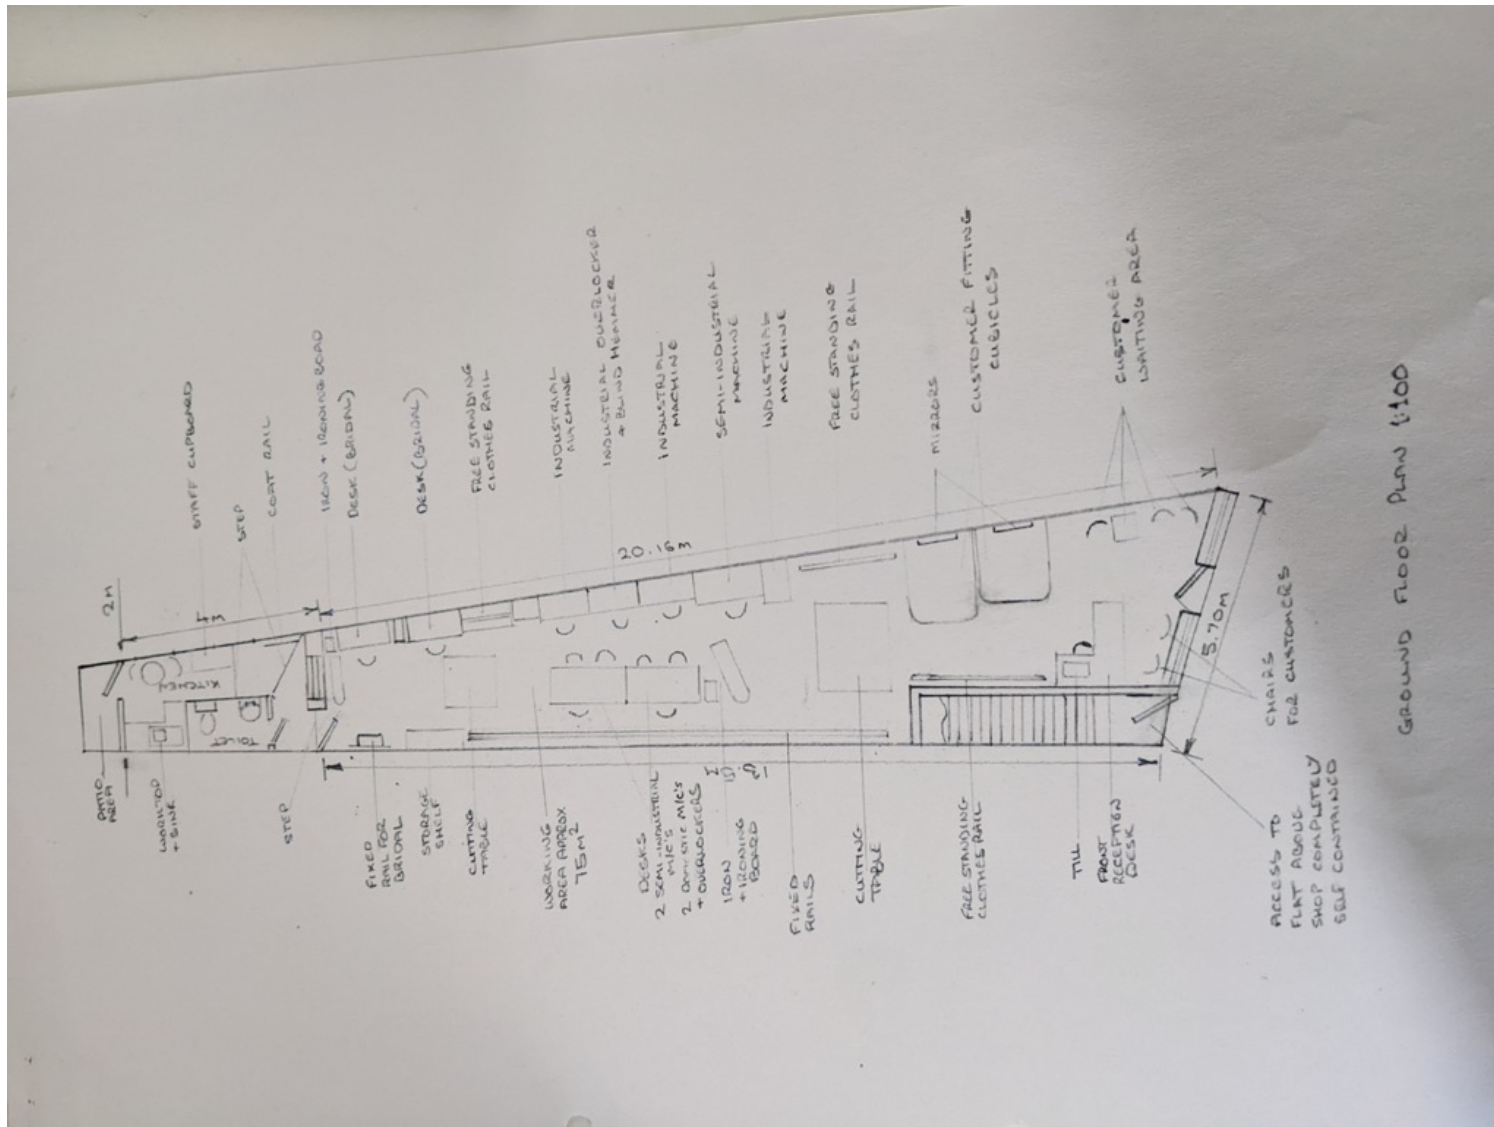 STAFF CUPBOARD
STEP
COAT RAIL
IRON + IRONING BOAD
DESK (BRIDAL)
DESK (BRIDAL)
FREE STANDING
CLOTHES RAIL
INDUSTRIAL
MACHINE
INDUSTRIAL OVERLOCKER
+ BLIND HEMMER
INDUSTRIAL
MACHINE
SEMI-INDUSTRIAL
MACHINE
INDUSTRIAL
MACHINE
FREE STANDING
CLOTHES RAIL
MIRRORS
CUSTOMER FITTING
CUBICLES
CUSTOMER
WAITING AREA
2M
4M
20.16M
KITCHEN
TOILET
5.70M
PATIO
AREA
WORKTOP
+ SINK
STEP
FIXED
RAIL FOR
BRIDAL
STORAGE
SHELF
CUTTING
TABLE
WORKING
AREA APPROX
75M²
DESKS
2 SEMI-INDUSTRIAL
M/C'S
2 DOMESTIC M/C'S
+ OVERLOCKERS
IRON
+ IRONING
BOARD
FIXED
RAILS
CUTTING
TABLE
FREE STANDING
CLOTHES RAIL
TILL
FRONT
RECEPTION
DESK
ACCESS TO
FLAT ABOVE
SHOP COMPLETELY
SELF CONTAINED
CHAIRS
FOR CUSTOMERS
GROUND FLOOR PLAN 1:100